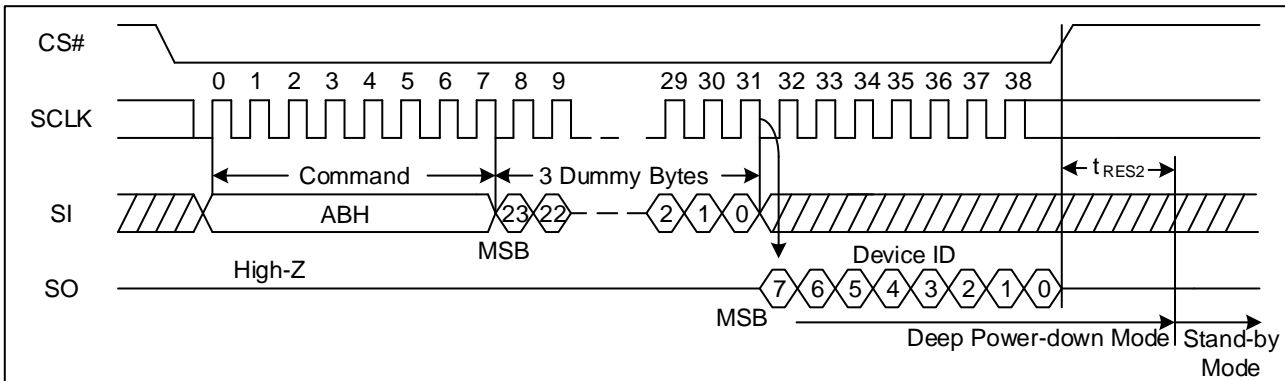 CS#
0 1 2 3 4 5 6 7 8 9 29 30 31 32 33 34 35 36 37 38
SCLK
Command 3 Dummy Bytes tRES2
SI ABH 23 22 2 1 0
MSB
High-Z Device ID
SO 7 6 5 4 3 2 1 0
MSB
Deep Power-down Mode Stand-by
Mode